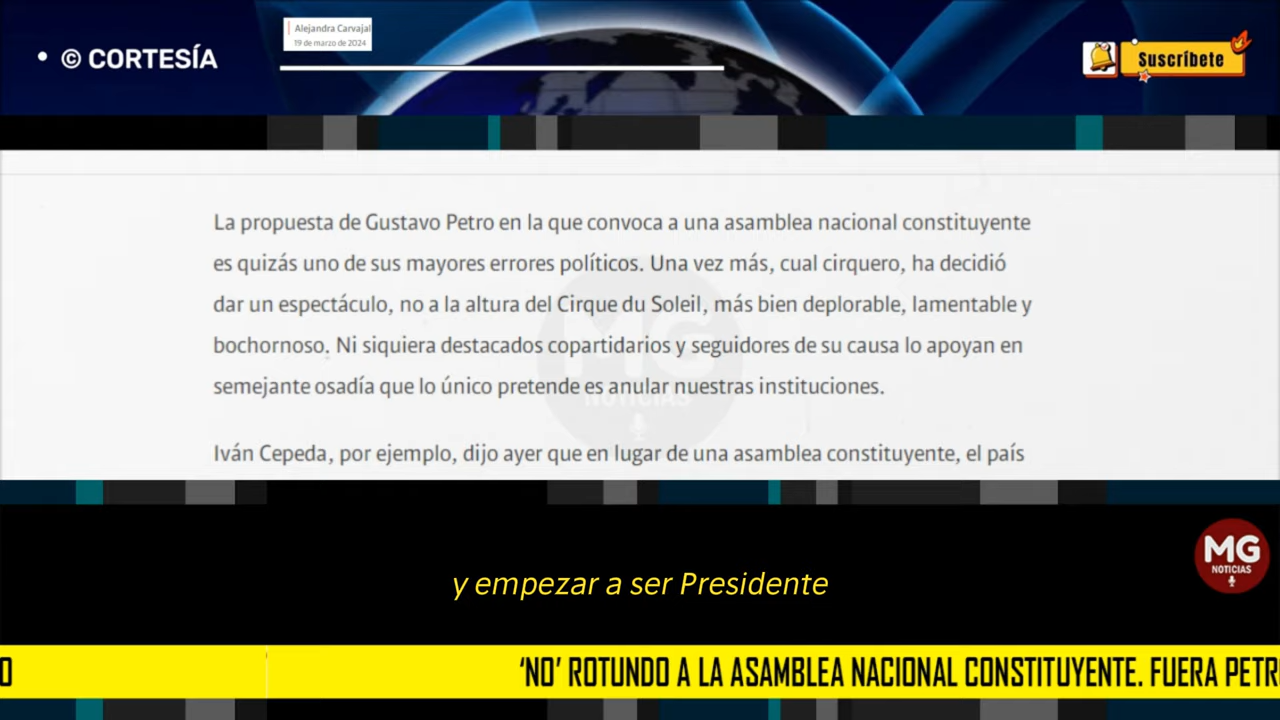 Alejandra Carvajal
19 de marzo de 2024
• © CORTESÍA
Suscríbete
La propuesta de Gustavo Petro en la que convoca a una asamblea nacional constituyente
es quizás uno de sus mayores errores políticos. Una vez más, cual cirquero, ha decidió
dar un espectáculo, no a la altura del Cirque du Soleil, más bien deplorable, lamentable y
bochornoso. Ni siquiera destacados copartidarios y seguidores de su causa lo apoyan en
semejante osadía que lo único pretende es anular nuestras instituciones.
MG
NOTICIAS
Iván Cepeda, por ejemplo, dijo ayer que en lugar de una asamblea constituyente, el país
MG
NOTICIAS
y empezar a ser Presidente
O ‘NO’ ROTUNDO A LA ASAMBLEA NACIONAL CONSTITUYENTE. FUERA PETR